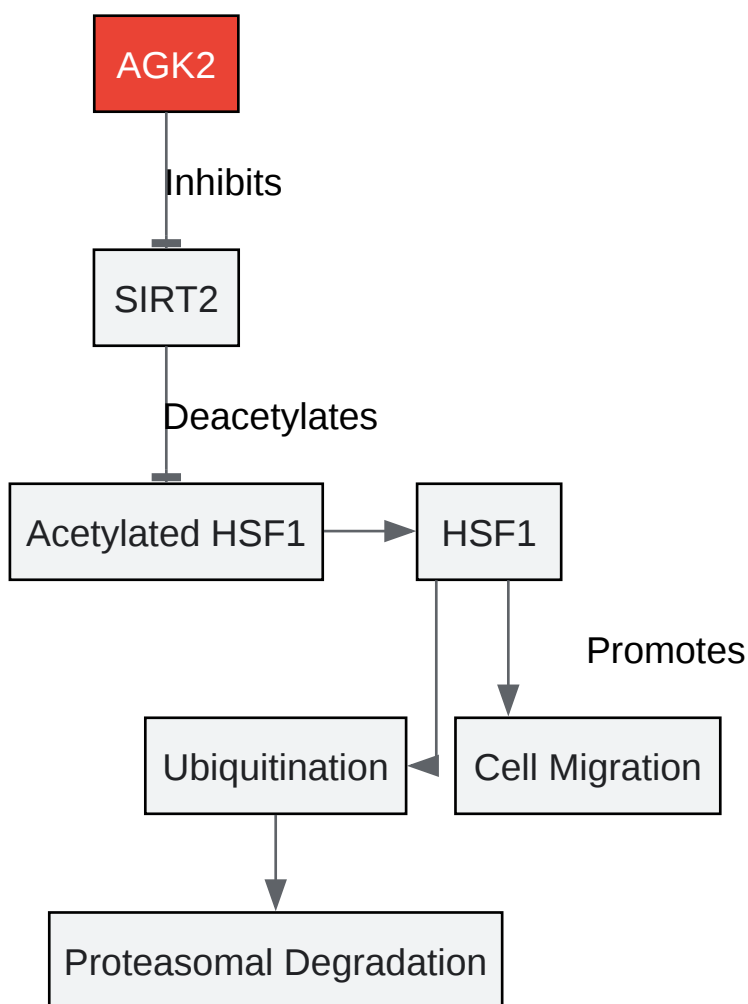 AGK2
Inhibits
SIRT2
Deacetylates
Acetylated HSF1
HSF1
Promotes
Ubiquitination
Cell Migration
Proteasomal Degradation